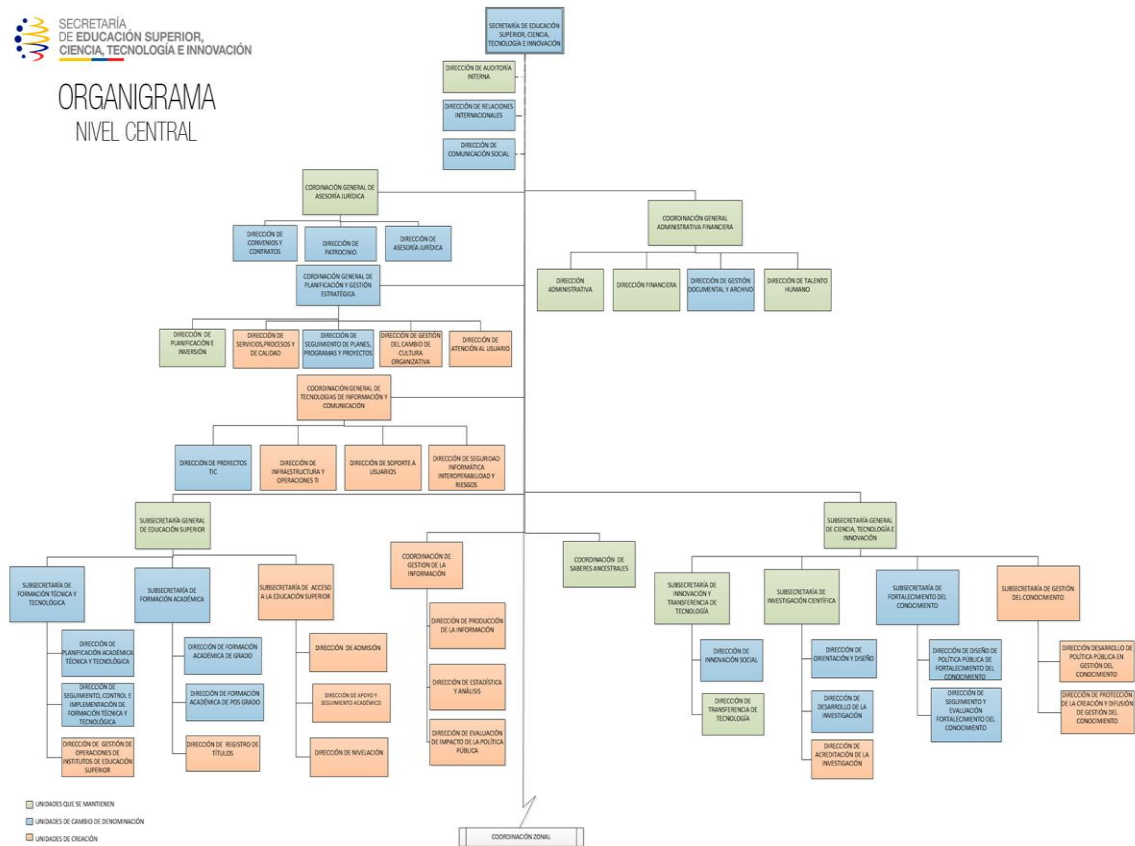 SECRETARÍA
DE EDUCACIÓN SUPERIOR,
CIENCIA, TECNOLOGÍA E INNOVACIÓN
ORGANIGRAMA
NIVEL CENTRAL
SECRETARÍA DE EDUCACIÓN
SUPERIOR, CIENCIA,
TECNOLOGÍA E INNOVACIÓN
DIRECCIÓN DE AUDITORÍA
INTERNA
DIRECCIÓN DE RELACIONES
INTERNACIONALES
DIRECCIÓN DE
COMUNICACIÓN SOCIAL
CORDINACIÓN GENERAL DE
ASESORÍA JURÍDICA
COORDINACIÓN GENERAL
ADMINISTRATIVA FINANCIERA
DIRECCIÓN DE
CONVENIOS Y
CONTRATOS
DIRECCIÓN DE
PATROCINIO
DIRECCIÓN DE
ASESORÍA JURÍDICA
DIRECCIÓN
ADMINISTRATIVA
DIRECCIÓN FINANCIERA
DIRECCIÓN DE GESTIÓN
DOCUMENTAL Y ARCHIVO
DIRECCIÓN DE TALENTO
HUMANO
CORDINACIÓN GENERAL DE
PLANIFICACIÓN Y GESTIÓN
ESTRATÉGICA
DIRECCIÓN DE
PLANIFICACIÓN E
INVERSIÓN
DIRECCIÓN DE
SERVICIOS,PROCESOS Y
DE CALIDAD
DIRECCIÓN DE
SEGUIMIENTO DE PLANES,
PROGRAMAS Y PROYECTOS
DIRECCIÓN DE GESTIÓN
DEL CAMBIO DE
CULTURA
ORGANIZATIVA
DIRECCIÓN DE
ATENCIÓN AL USUARIO
COORDINACIÓN GENERAL DE
TECNOLOGIAS DE INFORMACIÓN Y
COMUNICACIÓN
DIRECCIÓN DE PROYECTOS
TIC
DIRECCIÓN DE
INFRAESTRUCTURA Y
OPERACIONES TI
DIRECCIÓN DE SOPORTE A
USUARIOS
DIRECCIÓN DE SEGURIDAD
INFORMÁTICA
INTEROPERABILIDAD Y
RIESGOS
SUBSECRETARÍA GENERAL
DE EDUCACIÓN SUPERIOR
COORDINACIÓN DE
GESTION DE LA
INFORMACIÓN
COORDINACIÓN DE
SABERES ANCESTRALES
SUBSECRETARÍA GENERAL
DE CIENCIA, TECNOLOGÍA E
INNOVACIÓN
SUBSECRETARÍA DE
FORMACIÓN TÉCNICA Y
TECNOLÓGICA
SUBSECRETARÍA DE
FORMACIÓN ACADÉMICA
SUBSECRETARÍA DE ACCESO
A LA EDUCACIÓN SUPERIOR
SUBSECRETARÍA DE
INNOVACIÓN Y
TRANSFERENCIA DE
TECNOLOGÍA
SUBSECRETARÍA DE
INVESTIGACIÓN CIENTÍFICA
SUBSECRETARÍA DE
FORTALECIMIENTO DEL
CONOCIMIENTO
SUBSECRETARÍA DE GESTIÓN
DEL CONOCIMIENTO
DIRECCIÓN DE
PLANIFICACIÓN ACADÉMICA
TÉCNICA Y TECNOLÓGICA
DIRECCIÓN DE
SEGUIMIENTO, CONTROL E
IMPLEMENTACIÓN DE
FORMACIÓN TÉCNICA Y
TECNOLÓGICA
DIRECCIÓN DE GESTIÓN DE
OPERACIONES DE
INSTITUTOS DE EDUCACIÓN
SUPERIOR
DIRECCIÓN DE FORMACIÓN
ACADÉMICA DE GRADO
DIRECCIÓN DE FORMACIÓN
ACADÉMICA DE POS GRADO
DIRECCIÓN DE REGISTRO DE
TÍTULOS
DIRECCIÓN DE ADMISIÓN
DIRECCIÓN DE APOYO Y
SEGUIMIENTO ACADÉMICO
DIRECCIÓN DE NIVELACIÓN
DIRECCIÓN DE PRODUCCIÓN
DE LA INFORMACIÓN
DIRECCIÓN DE ESTADÍSTICA
Y ANÁLISIS
DIRECCIÓN DE EVALUACIÓN
DE IMPACTO DE LA POLÍTICA
PÚBLICA
DIRECCIÓN DE
INNOVACIÓN SOCIAL
DIRECCIÓN DE
TRANSFERENCIA DE
TECNOLOGÍA
DIRECCIÓN DE
ORIENTACIÓN Y DISEÑO
DIRECCIÓN DE
DESARROLLO DE LA
INVESTIGACIÓN
DIRECCIÓN DE
ACREDITACIÓN DE LA
INVESTIGACIÓN
DIRECCIÓN DE DISEÑO DE
POLÍTICA PÚBLICA DE
FORTALECIMIENTO DEL
CONOCIMIENTO
DIRECCIÓN DE
SEGUIMIENTO Y
EVALUACIÓN
FORTALECIMIENTO DEL
CONOCIMIENTO
DIRECCIÓN DESARROLLO DE
POLÍTICA PÚBLICA EN
GESTIÓN DEL
CONOCIMIENTO
DIRECCIÓN DE PROTECCIÓN
DE LA CREACIÓN Y DIFUSIÓN
DE GESTIÓN DEL
CONOCIMIENTO
UNIDADES QUE SE MANTIENEN
UNIDADES DE CAMBIO DE DENOMINACIÓN
UNIDADES DE CREACIÓN
COORDINACIÓN ZONAL